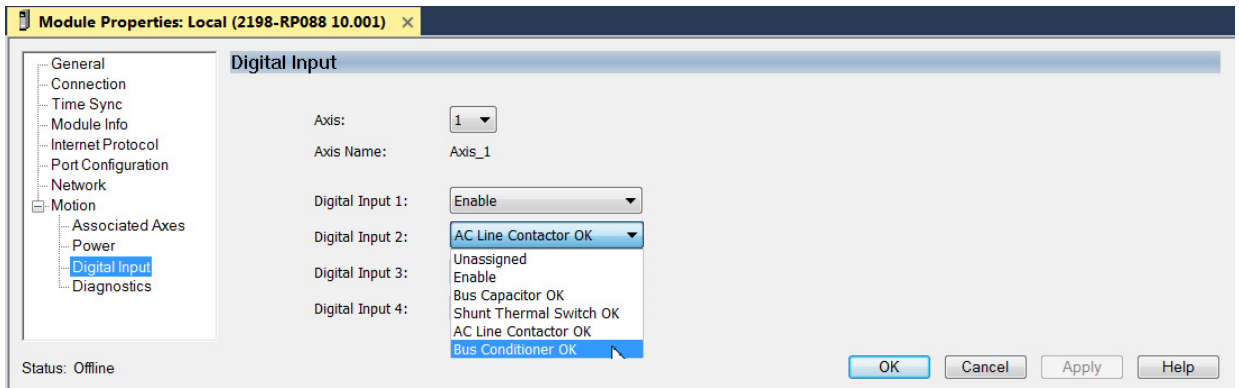 Module Properties: Local (2198-RP088 10.001) ×
General
Connection
Time Sync
Module Info
Internet Protocol
Port Configuration
Network
Motion
Associated Axes
Power
Digital Input
Diagnostics
Digital Input
Axis: 1
Axis Name: Axis_1
Digital Input 1: Enable
Digital Input 2: AC Line Contactor OK
Digital Input 3:
Digital Input 4:
Unassigned
Enable
Bus Capacitor OK
Shunt Thermal Switch OK
AC Line Contactor OK
Bus Conditioner OK
Status: Offline
OK Cancel Apply Help